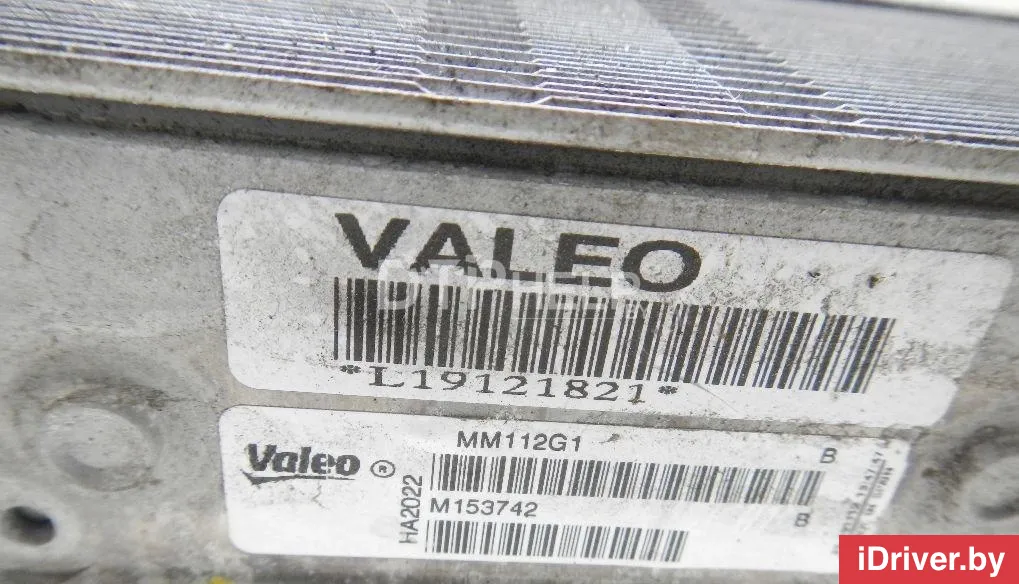 VALEO
*L19121821*
Valeo ®
MM112G1
B
HA2022
M153742
B
iDriver.by